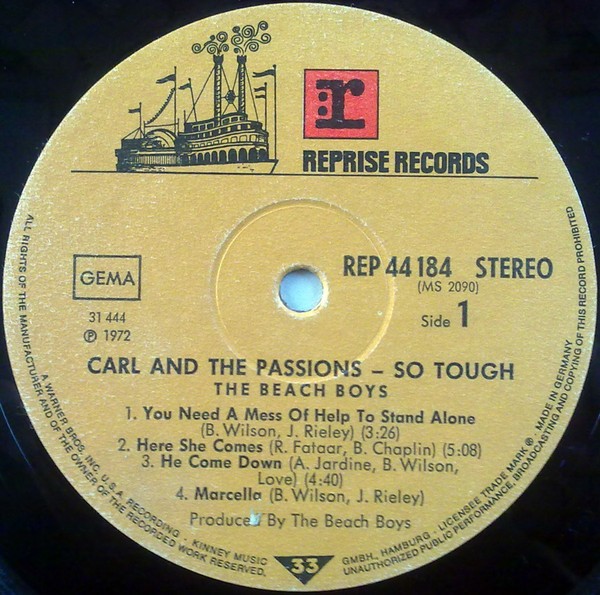 r
REPRISE RECORDS
GEMA
REP 44 184 STEREO
(MS 2090)
31 444
℗ 1972
Side 1
CARL AND THE PASSIONS – SO TOUGH
THE BEACH BOYS
1. You Need A Mess Of Help To Stand Alone
(B. Wilson, J. Rieley) (3:26)
2. Here She Comes (R. Fataar, B. Chaplin) (5:08)
3. He Come Down (A. Jardine, B. Wilson,
Love) (4:40)
4. Marcella (B. Wilson, J. Rieley)
Produced By The Beach Boys
33
ALL RIGHTS OF THE MANUFACTURER AND OF THE OWNER OF THE RECORDED WORK RESERVED.
A WARNER BROS. INC. U.S.A. RECORDING · KINNEY MUSIC
GMBH., HAMBURG · LICENSEE TRADE MARK ® · MADE IN GERMANY
UNAUTHORIZED PUBLIC PERFORMANCE, BROADCASTING AND COPYING OF THIS RECORD PROHIBITED